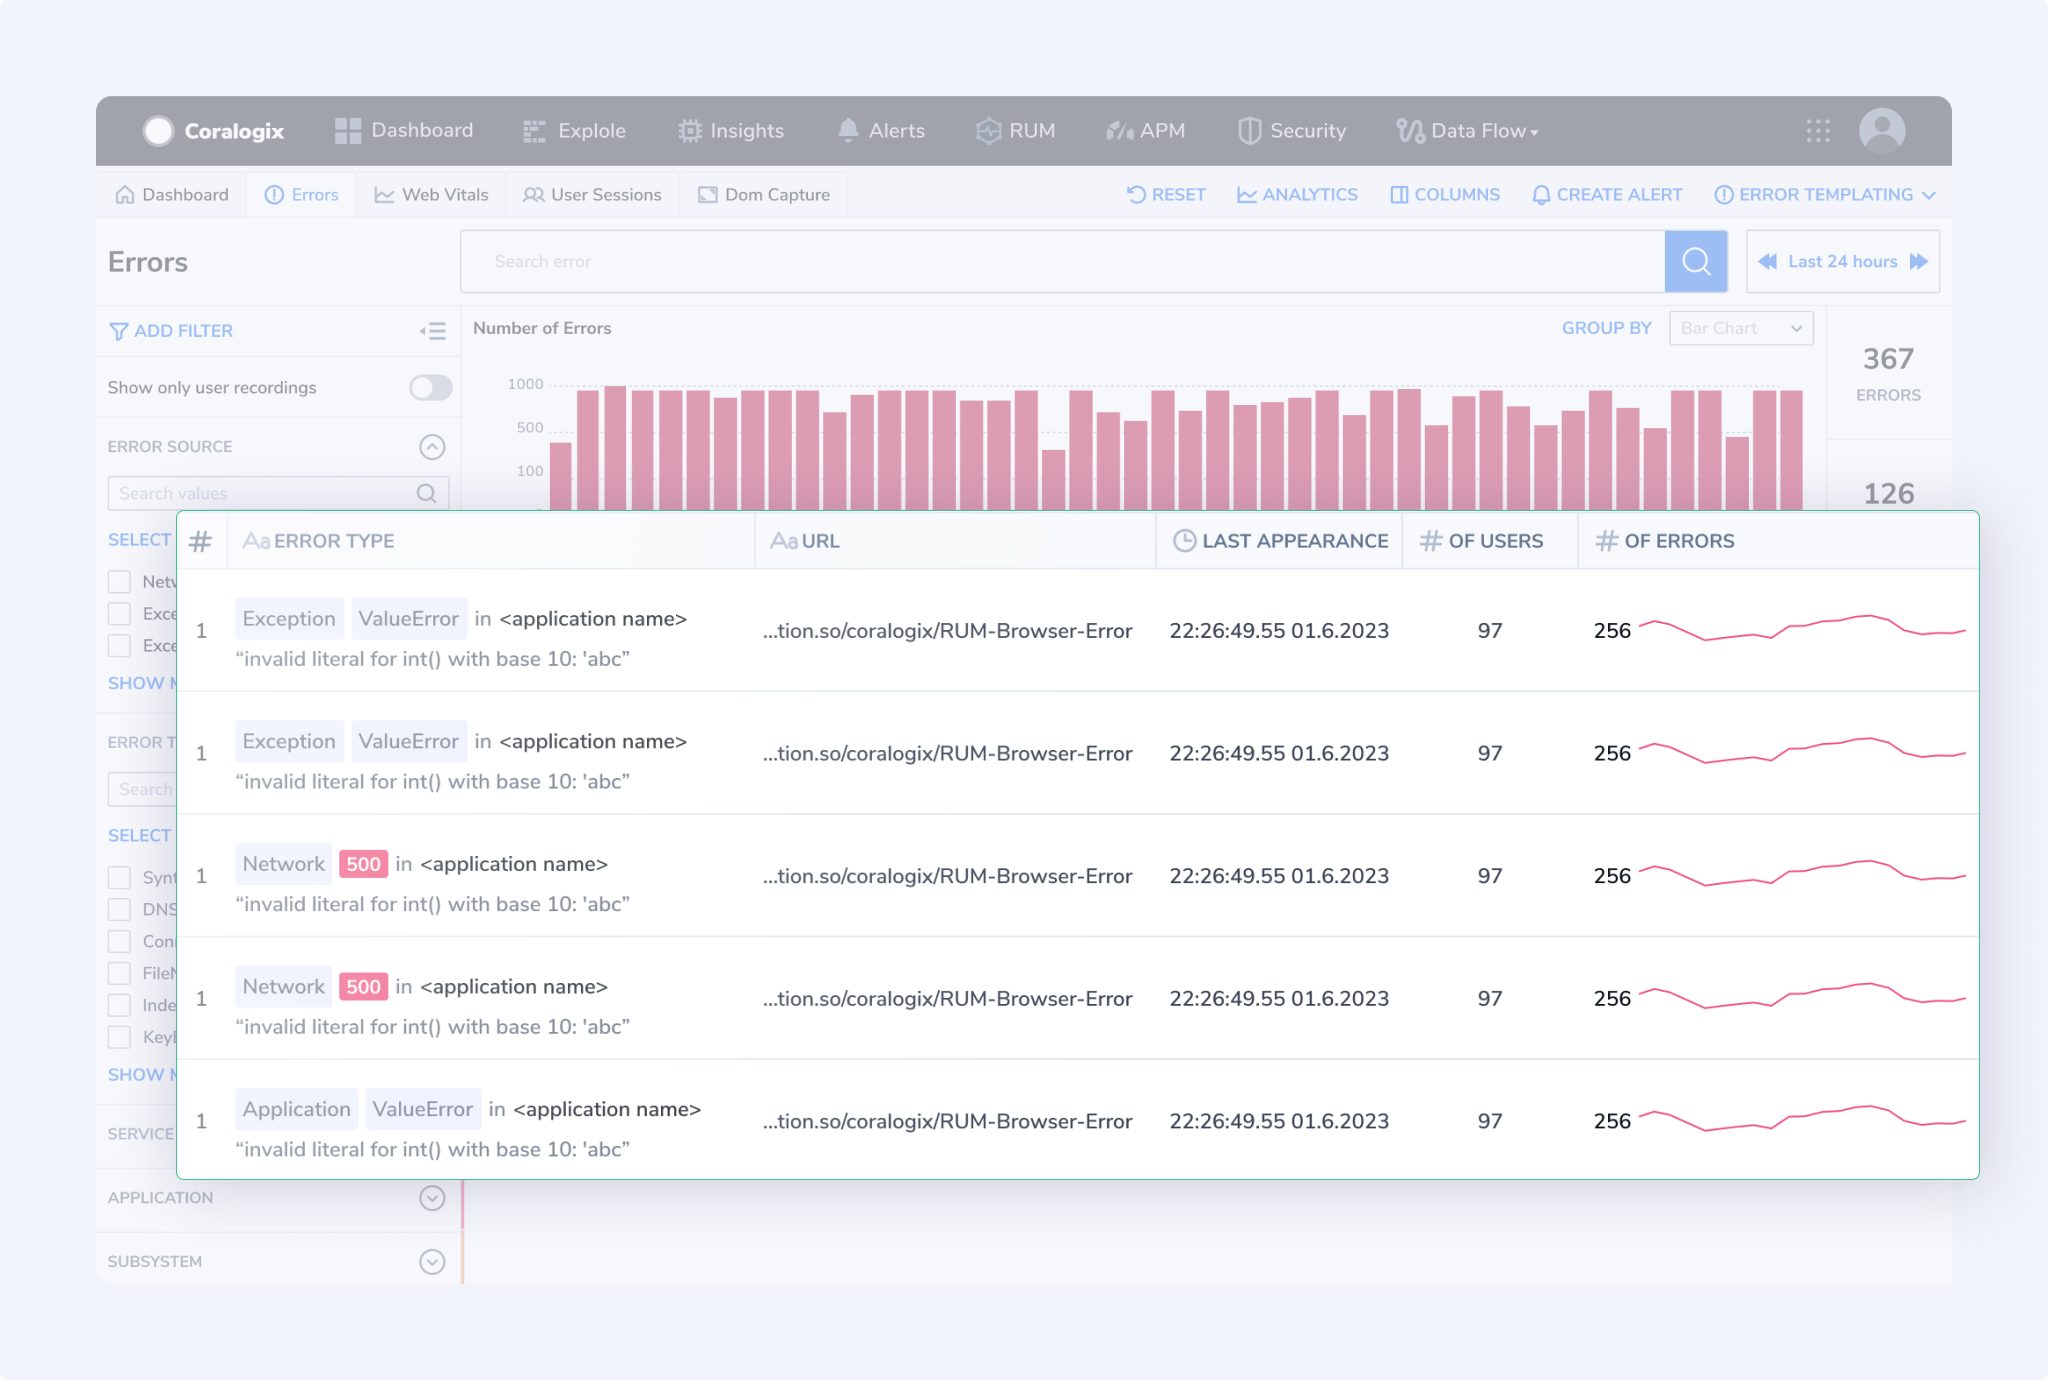 Coralogix Dashboard Explole Insights Alerts RUM APM Security Data Flow
Dashboard Errors Web Vitals User Sessions Dom Capture RESET ANALYTICS COLUMNS CREATE ALERT ERROR TEMPLATING
Errors Search error Last 24 hours
ADD FILTER
Number of Errors GROUP BY Bar Chart
367
ERRORS
Show only user recordings
1000
500
100
ERROR SOURCE
Search values
126
SELECT
# Aa ERROR TYPE Aa URL LAST APPEARANCE # OF USERS # OF ERRORS
Netw
Exce
Exce
SHOW M
1 Exception ValueError in <application name> ...tion.so/coralogix/RUM-Browser-Error 22:26:49.55 01.6.2023 97 256
“invalid literal for int() with base 10: 'abc”
ERROR T
Search
1 Exception ValueError in <application name> ...tion.so/coralogix/RUM-Browser-Error 22:26:49.55 01.6.2023 97 256
“invalid literal for int() with base 10: 'abc”
SELECT
Synt
DNS
Conn
FileN
Inde
KeyE
SHOW M
1 Network 500 in <application name> ...tion.so/coralogix/RUM-Browser-Error 22:26:49.55 01.6.2023 97 256
“invalid literal for int() with base 10: 'abc”
1 Network 500 in <application name> ...tion.so/coralogix/RUM-Browser-Error 22:26:49.55 01.6.2023 97 256
“invalid literal for int() with base 10: 'abc”
SERVICE
1 Application ValueError in <application name> ...tion.so/coralogix/RUM-Browser-Error 22:26:49.55 01.6.2023 97 256
“invalid literal for int() with base 10: 'abc”
APPLICATION
SUBSYSTEM